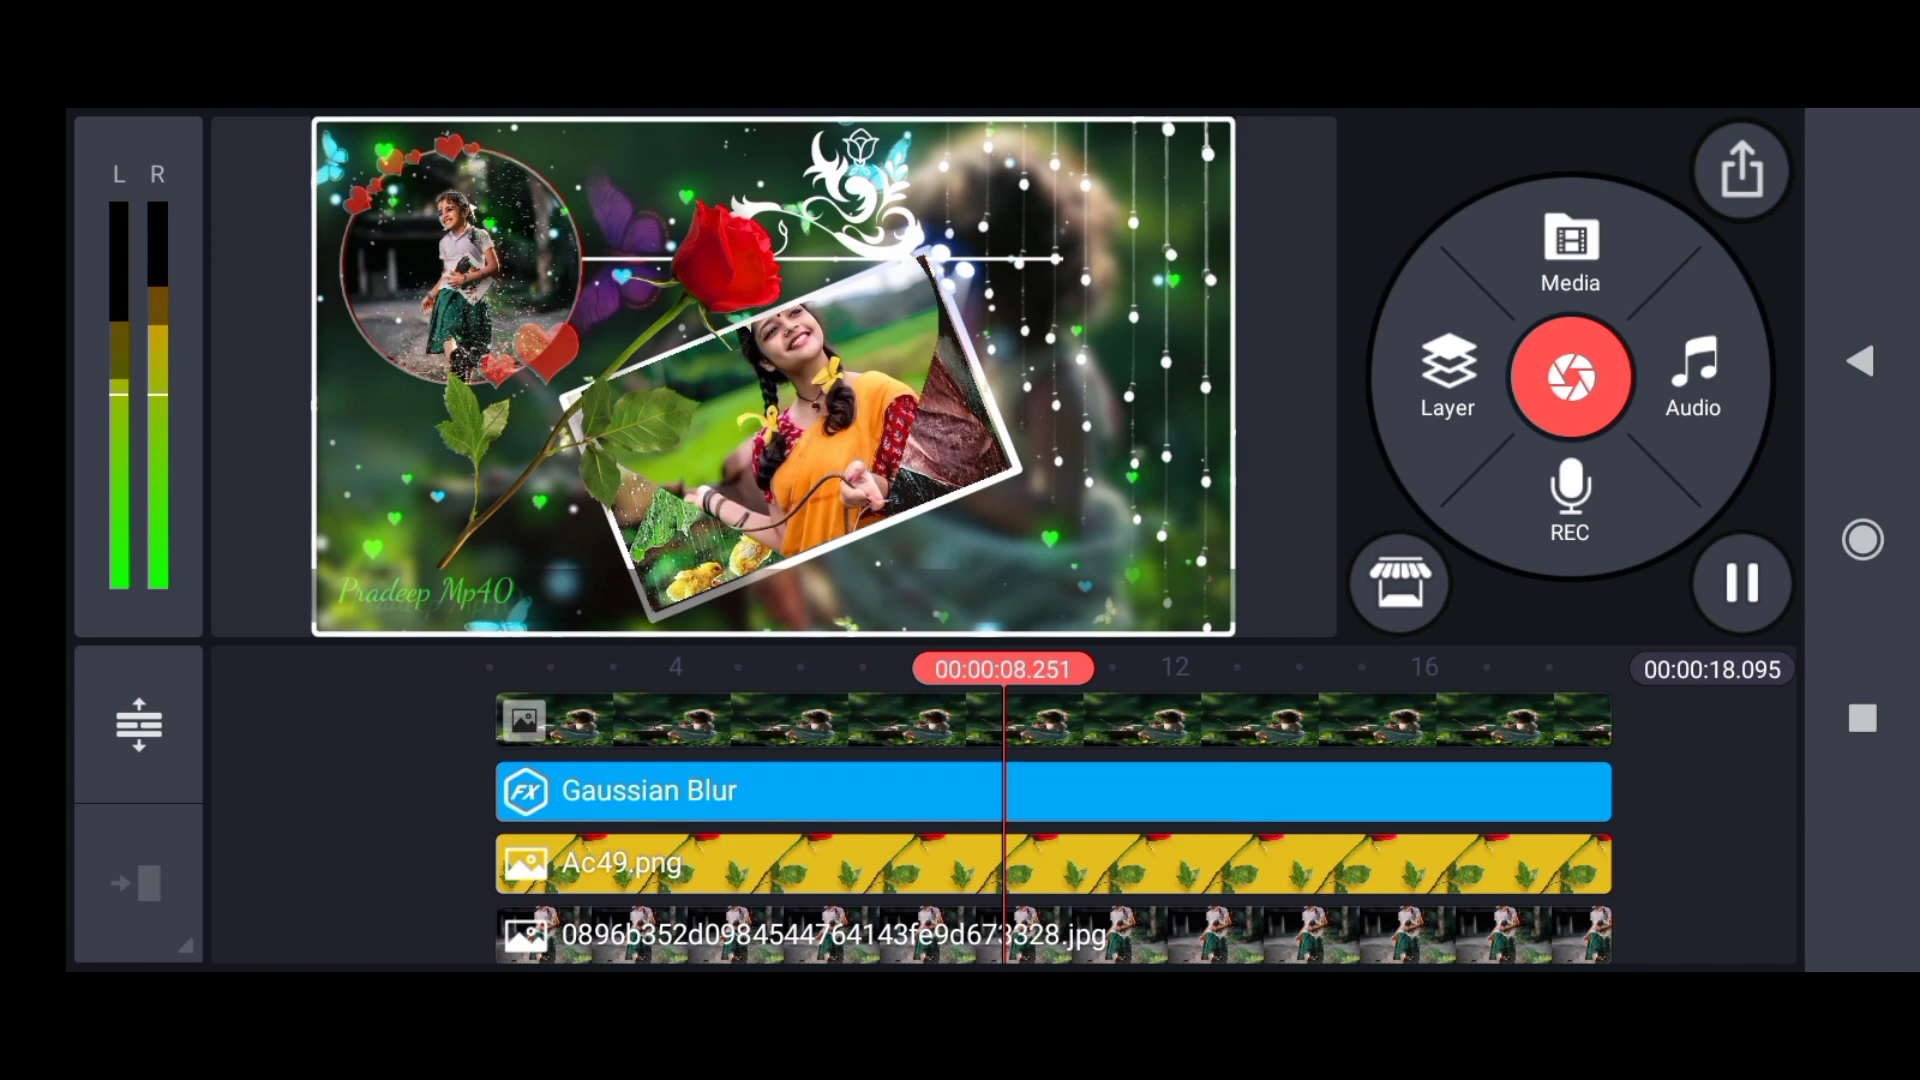 L R
Media
Layer
Audio
REC
Pradeep Mp40
4
00:00:08.251
12
16
00:00:18.095
FX Gaussian Blur
Ac49.png
0896b352d0984544764143fe9d673328.jpg